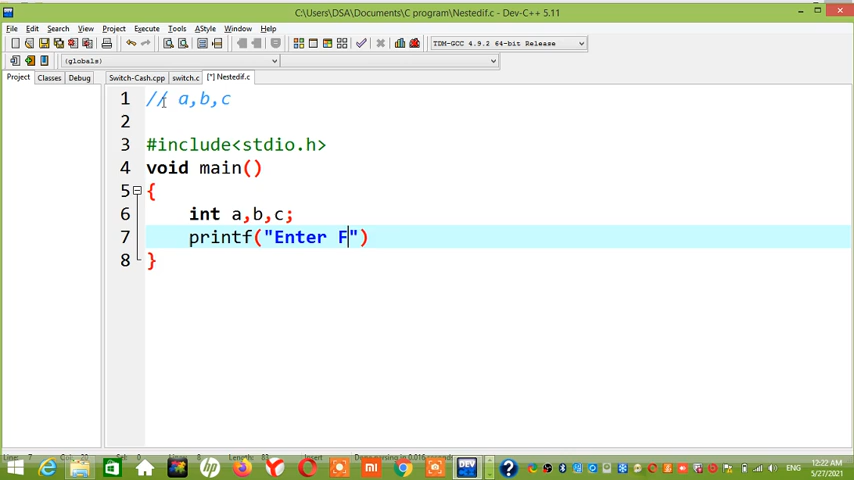 C:\Users\DSA\Documents\C program\Nestedif.c - Dev-C++ 5.11
File Edit Search View Project Execute Tools AStyle Window Help
TDM-GCC 4.9.2 64-bit Release
(globals)
Project Classes Debug Switch-Cash.cpp switch.c [*] Nestedif.c
1 // a,b,c
2
3 #include<stdio.h>
4 void main()
5 {
6 int a,b,c;
7 printf("Enter F")
8 }
hp
DEV
ENG
12:22 AM
5/27/2021